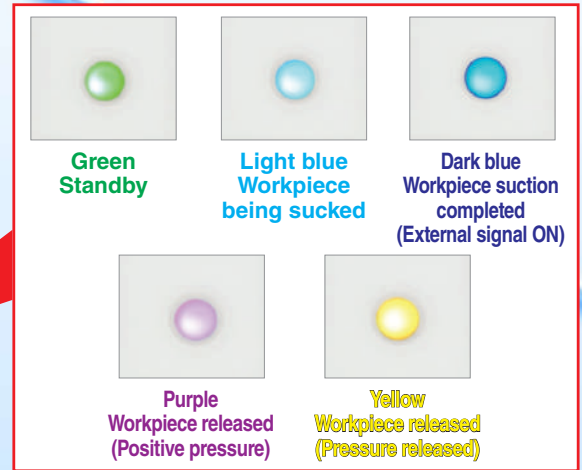 Green
Standby
Light blue
Workpiece
being sucked
Dark blue
Workpiece suction
completed
(External signal ON)
Purple
Workpiece released
(Positive pressure)
Yellow
Workpiece released
(Pressure released)